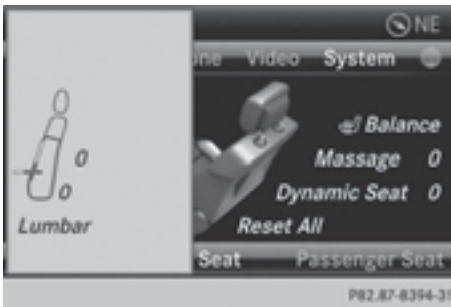 NE
one Video System
Balance
0 Massage 0
0 Dynamic Seat 0
Lumbar Reset All
Seat Passenger Seat
P82.87-8394-31